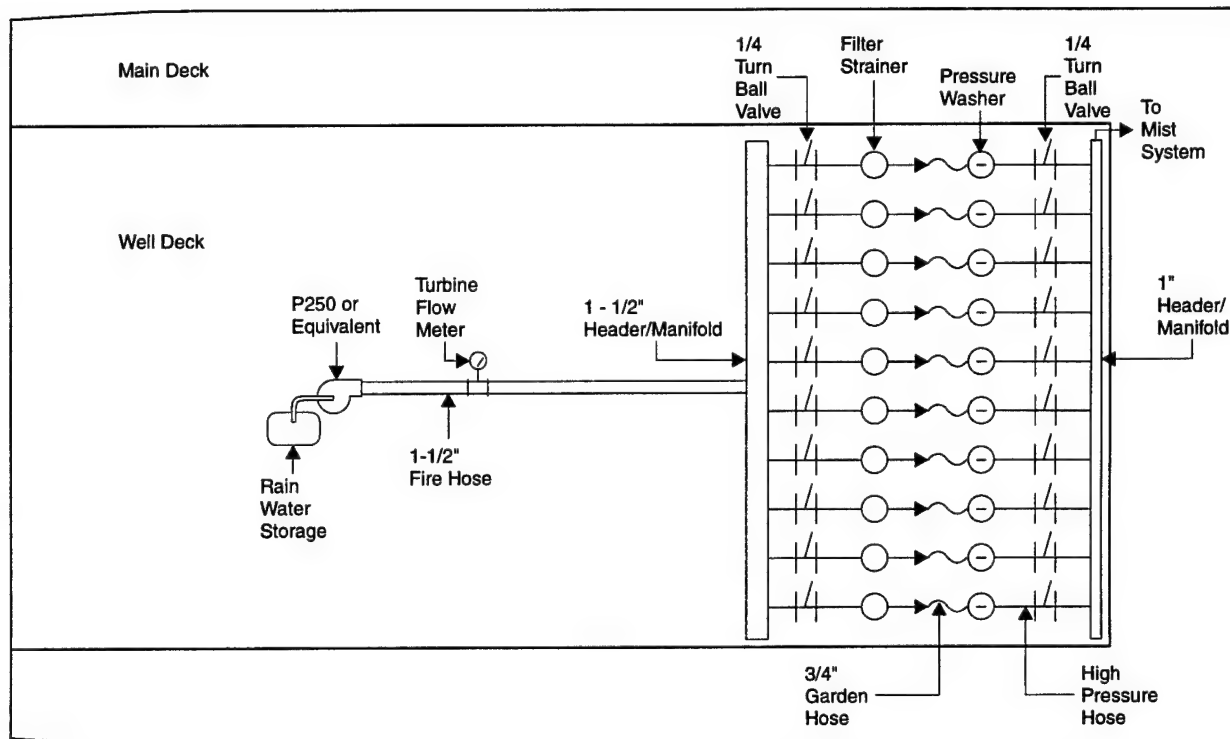 Main Deck
1/4
Turn
Ball
Valve
Filter
Strainer
Pressure
Washer
1/4
Turn
Ball
Valve
To
Mist
System
Well Deck
P250 or
Equivalent
Turbine
Flow
Meter
1 - 1/2"
Header/Manifold
1"
Header/
Manifold
Rain
Water
Storage
1-1/2"
Fire Hose
3/4"
Garden
Hose
High
Pressure
Hose